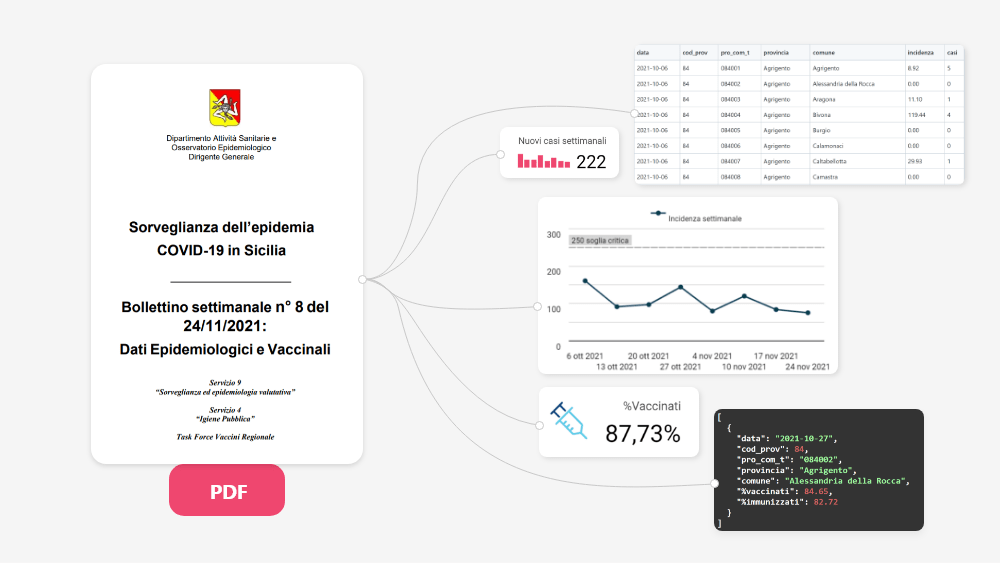 Dipartimento Attività Sanitarie e
Osservatorio Epidemiologico
Dirigente Generale
Sorveglianza dell'epidemia
COVID-19 in Sicilia
Bollettino settimanale n° 8 del
24/11/2021:
Dati Epidemiologici e Vaccinali
Servizio 9
“Sorveglianza ed epidemiologia valutativa”
Servizio 4
“Igiene Pubblica”
Task Force Vaccini Regionale
PDF
Nuovi casi settimanali
222
data cod_prov pro_com_t provincia comune incidenza casi
2021-10-06 84 084001 Agrigento Agrigento 8.92 5
2021-10-06 84 084002 Agrigento Alessandria della Rocca 0.00 0
2021-10-06 84 084003 Agrigento Aragona 11.10 1
2021-10-06 84 084004 Agrigento Bivona 119.44 4
2021-10-06 84 084005 Agrigento Burgio 0.00 0
2021-10-06 84 084006 Agrigento Calamonaci 0.00 0
2021-10-06 84 084007 Agrigento Caltabellotta 29.93 1
2021-10-06 84 084008 Agrigento Camastra 0.00 0
Incidenza settimanale
300
250 soglia critica
200
100
0
6 ott 2021 20 ott 2021 4 nov 2021 17 nov 2021
13 ott 2021 27 ott 2021 10 nov 2021 24 nov 2021
%Vaccinati
87,73%
[
{
"data": "2021-10-27",
"cod_prov": 84,
"pro_com_t": "084002",
"provincia": "Agrigento",
"comune": "Alessandria della Rocca",
"%vaccinati": 84.65,
"%immunizzati": 82.72
}
]